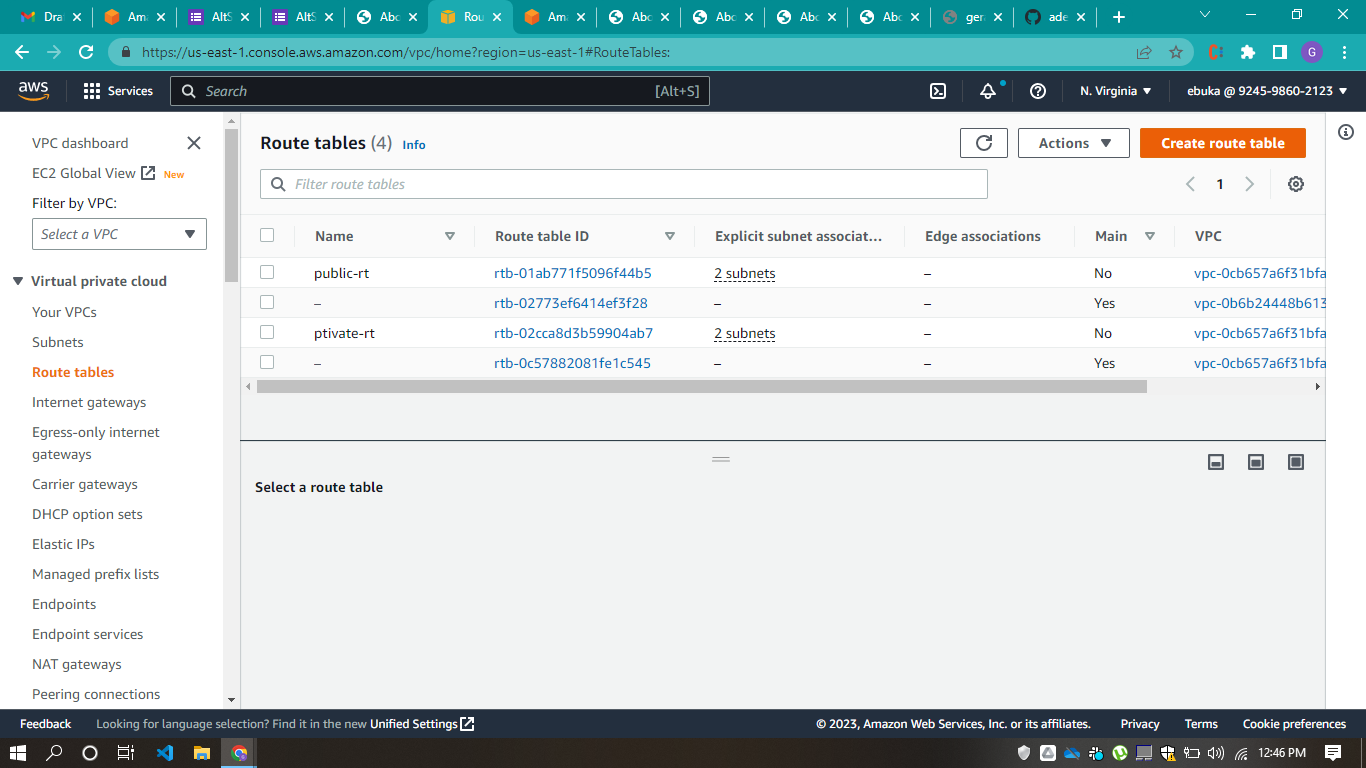 Dra
Ama
AltS
AltS
Abo
Rou
Ama
Abo
Abo
Abo
Abo
gera
ade
https://us-east-1.console.aws.amazon.com/vpc/home?region=us-east-1#RouteTables:
G
aws
Services
Search
[Alt+S]
N. Virginia
ebuka @ 9245-9860-2123
VPC dashboard
EC2 Global View New
Filter by VPC:
Select a VPC
Virtual private cloud
Your VPCs
Subnets
Route tables
Internet gateways
Egress-only internet
gateways
Carrier gateways
DHCP option sets
Elastic IPs
Managed prefix lists
Endpoints
Endpoint services
NAT gateways
Peering connections
Route tables (4) Info
Actions
Create route table
Filter route tables
1
Name Route table ID Explicit subnet associat... Edge associations Main VPC
public-rt rtb-01ab771f5096f44b5 2 subnets – No vpc-0cb657a6f31bfa
– rtb-02773ef6414ef3f28 – – Yes vpc-0b6b24448b613
ptivate-rt rtb-02cca8d3b59904ab7 2 subnets – No vpc-0cb657a6f31bfa
– rtb-0c57882081fe1c545 – – Yes vpc-0cb657a6f31bfa
Select a route table
Feedback Looking for language selection? Find it in the new Unified Settings © 2023, Amazon Web Services, Inc. or its affiliates. Privacy Terms Cookie preferences
12:46 PM